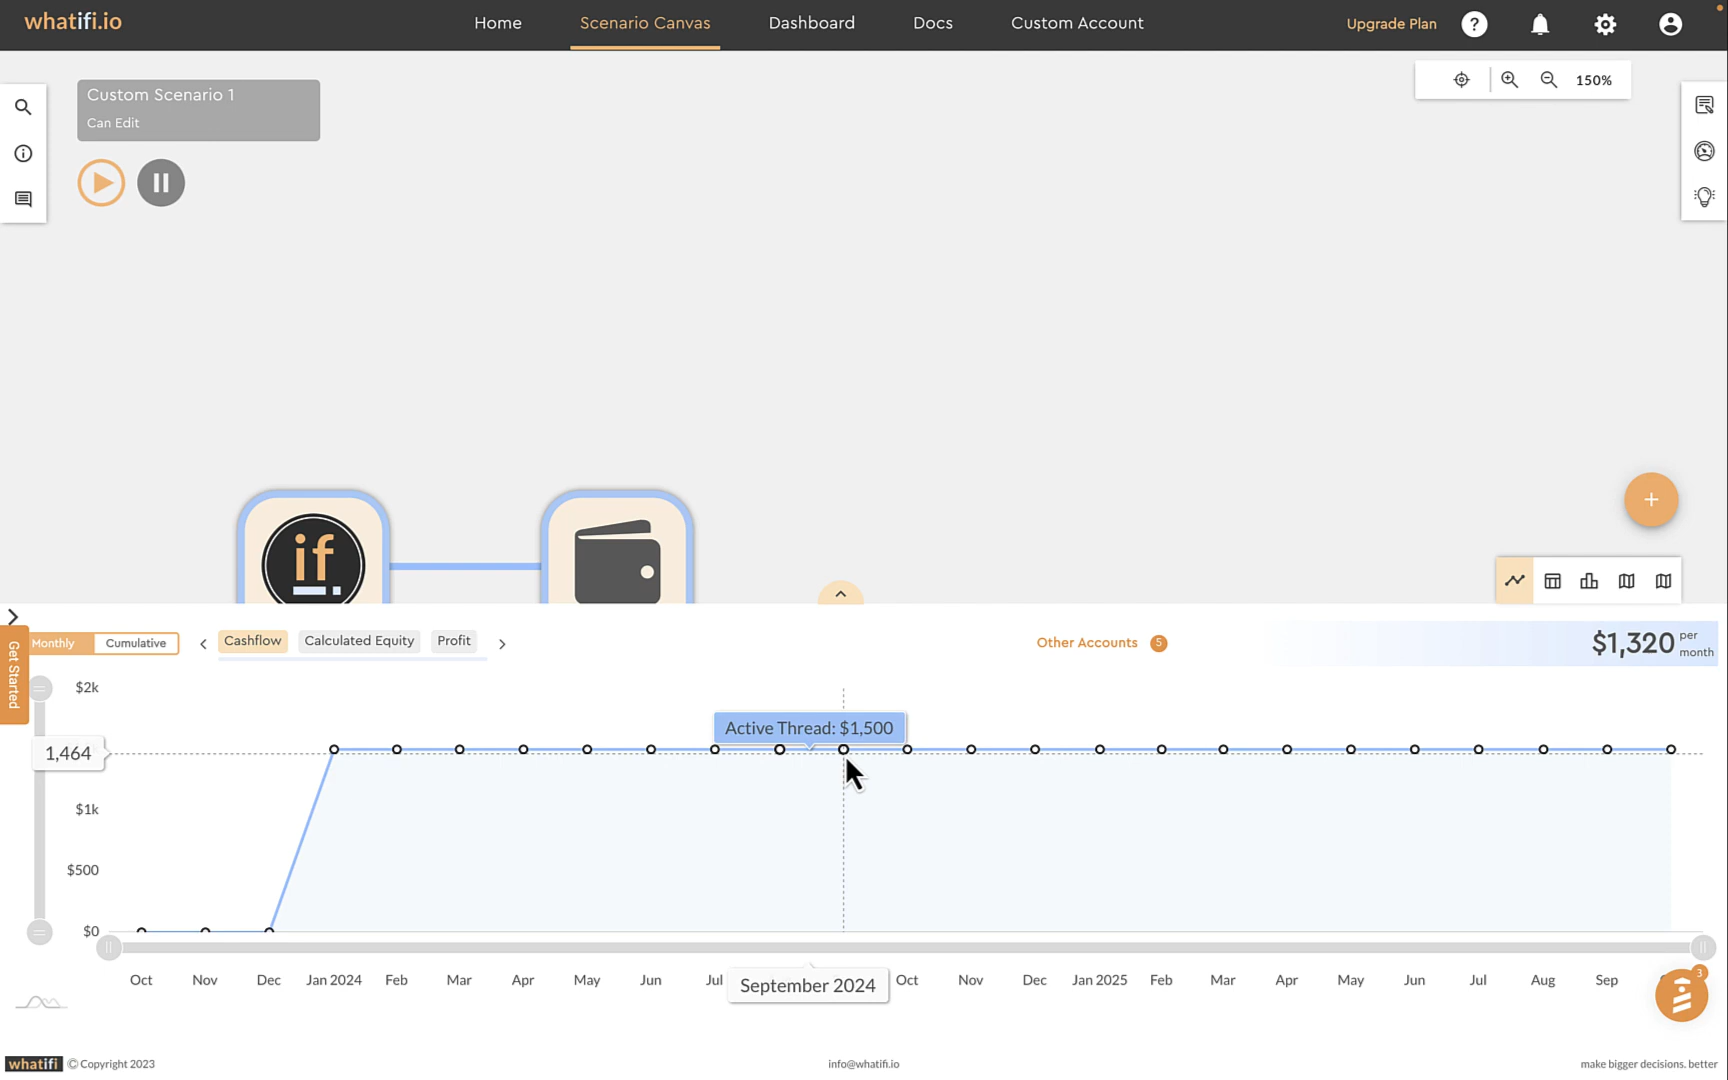 whatifi.io
Home
Scenario Canvas
Dashboard
Docs
Custom Account
Upgrade Plan
?
Custom Scenario 1
Can Edit
150%
if
Get Started
Monthly
Cumulative
Cashflow
Calculated Equity
Profit
Other Accounts 5
$1,320 per month
$2k
Active Thread: $1,500
1,464
$1k
$500
$0
Oct
Nov
Dec
Jan 2024
Feb
Mar
Apr
May
Jun
Jul
September 2024
Oct
Nov
Dec
Jan 2025
Feb
Mar
Apr
May
Jun
Jul
Aug
Sep
3
whatifi © Copyright 2023
info@whatifi.io
make bigger decisions. better